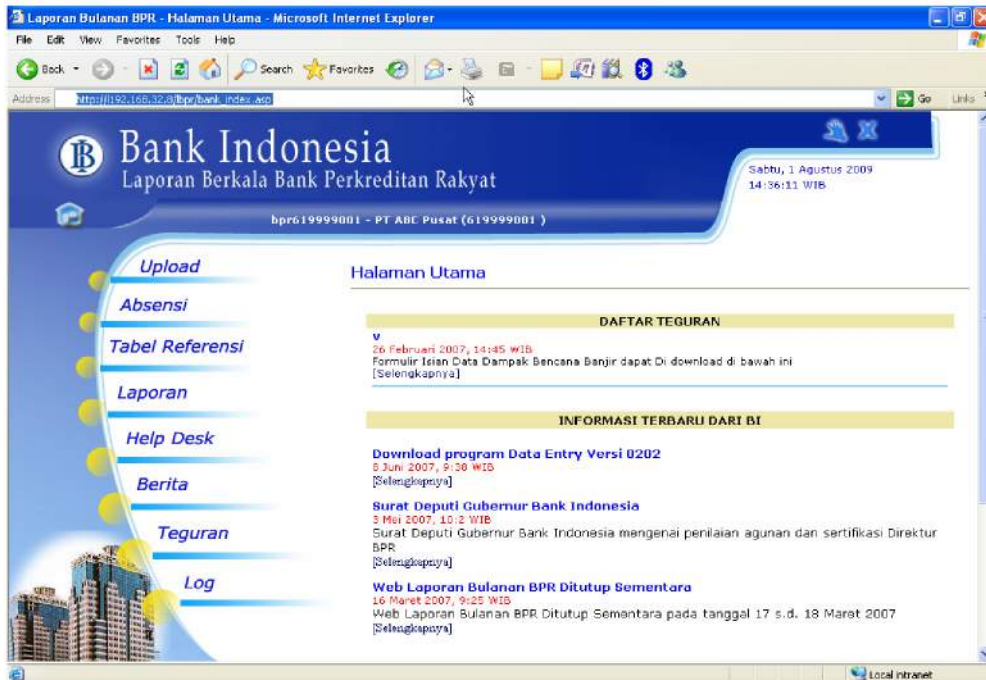 Laporan Bulanan BPR - Halaman Utama - Microsoft Internet Explorer
File Edit View Favorites Tools Help
Back Search Favorites
Address http://192.168.32.8/lbpr/bank_index.asp Go Links
Bank Indonesia
Laporan Berkala Bank Perkreditan Rakyat
Sabtu, 1 Agustus 2009
14:36:11 WIB
bpr619999001 - PT ABC Pusat (619999001 )
Upload
Absensi
Tabel Referensi
Laporan
Help Desk
Berita
Teguran
Log
Halaman Utama
DAFTAR TEGURAN
v
26 Februari 2007, 14:45 WIB
Formulir Isian Data Dampak Bencana Banjir dapat Di download di bawah ini
[Selengkapnya]
INFORMASI TERBARU DARI BI
Download program Data Entry Versi 0202
8 Juni 2007, 9:38 WIB
[Selengkapnya]
Surat Deputi Gubernur Bank Indonesia
3 Mei 2007, 10:2 WIB
Surat Deputi Gubernur Bank Indonesia mengenai penilaian agunan dan sertifikasi Direktur
BPR
[Selengkapnya]
Web Laporan Bulanan BPR Ditutup Sementara
16 Maret 2007, 9:25 WIB
Web Laporan Bulanan BPR Ditutup Sementara pada tanggal 17 s.d. 18 Maret 2007
[Selengkapnya]
Local intranet